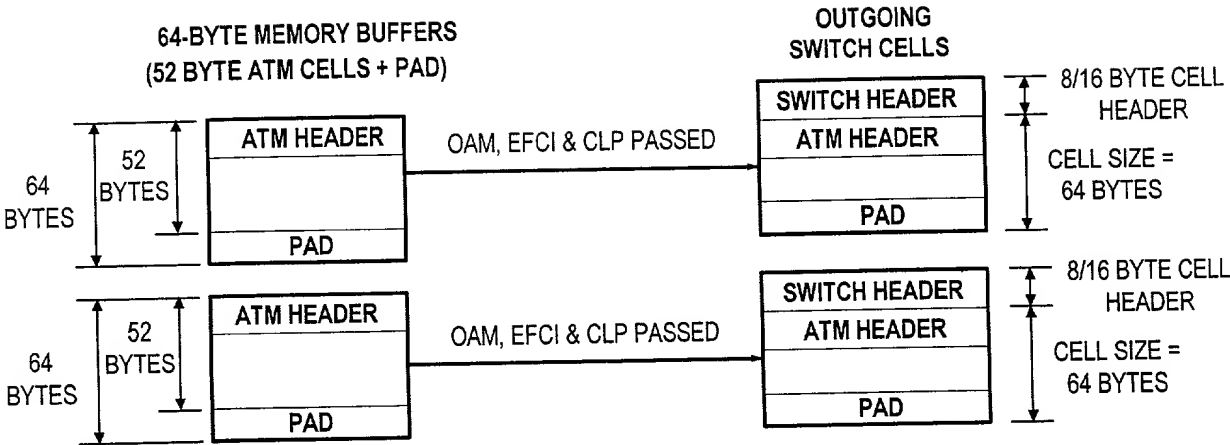 64-BYTE MEMORY BUFFERS
(52 BYTE ATM CELLS + PAD)
OUTGOING
SWITCH CELLS
64
BYTES
52
BYTES
ATM HEADER
PAD
OAM, EFCI & CLP PASSED
SWITCH HEADER
ATM HEADER
PAD
8/16 BYTE CELL
HEADER
CELL SIZE =
64 BYTES
64
BYTES
52
BYTES
ATM HEADER
PAD
OAM, EFCI & CLP PASSED
SWITCH HEADER
ATM HEADER
PAD
8/16 BYTE CELL
HEADER
CELL SIZE =
64 BYTES